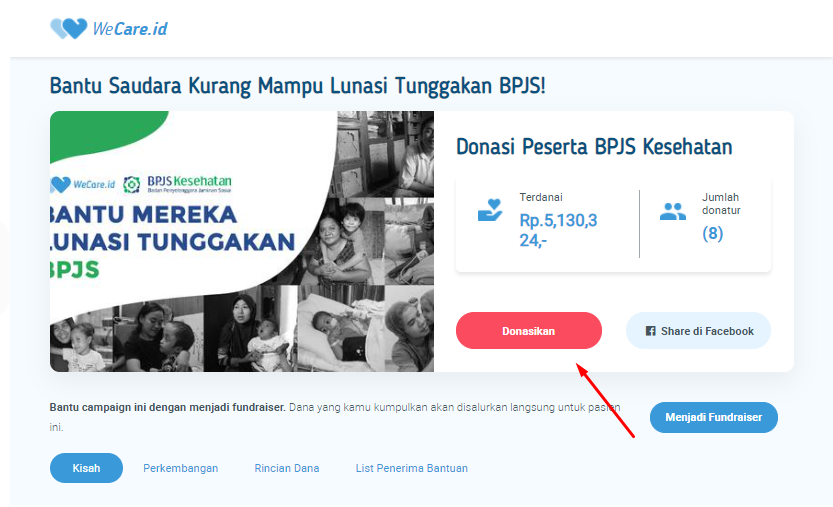 WeCare.id
Bantu Saudara Kurang Mampu Lunasi Tunggakan BPJS!
WeCare.id
BPJS Kesehatan
Badan Penyelenggara Jaminan Sosial
BANTU MEREKA
LUNASI TUNGGAKAN
BPJS
Donasi Peserta BPJS Kesehatan
Terdanai
Rp.5,130,3
24,-
Jumlah
donatur
(8)
Donasikan
Share di Facebook
Bantu campaign ini dengan menjadi fundraiser. Dana yang kamu kumpulkan akan disalurkan langsung untuk pasien
ini.
Menjadi Fundraiser
Kisah
Perkembangan
Rincian Dana
List Penerima Bantuan